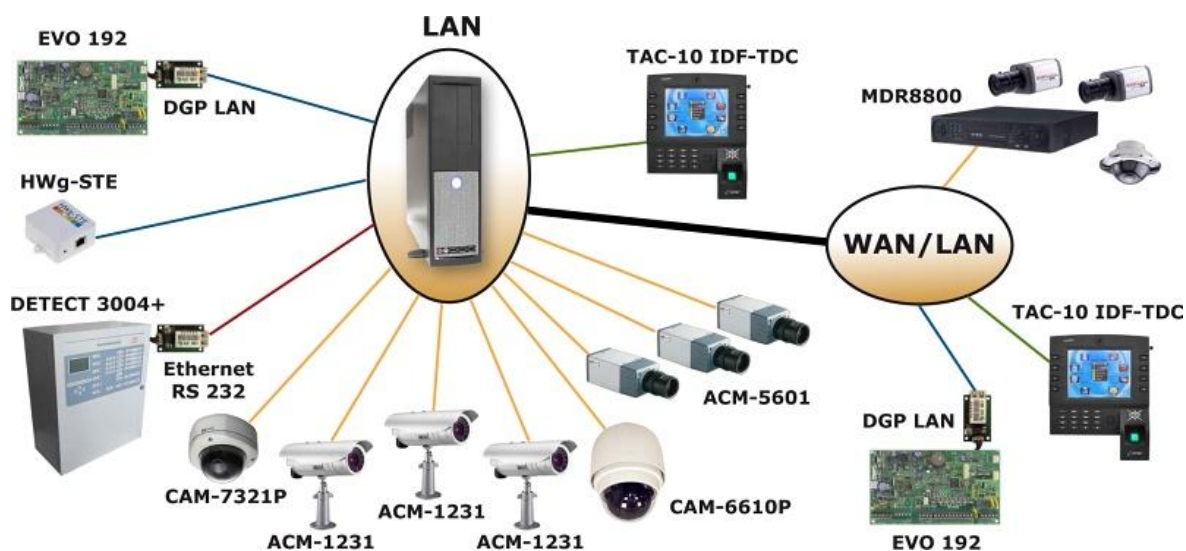 LAN
EVO 192
DGP LAN
TAC-10 IDF-TDC
MDR8800
HWg-STE
WAN/LAN
DETECT 3004+
Ethernet
RS 232
TAC-10 IDF-TDC
ACM-5601
DGP LAN
CAM-7321P
ACM-1231
ACM-1231
ACM-1231
CAM-6610P
EVO 192